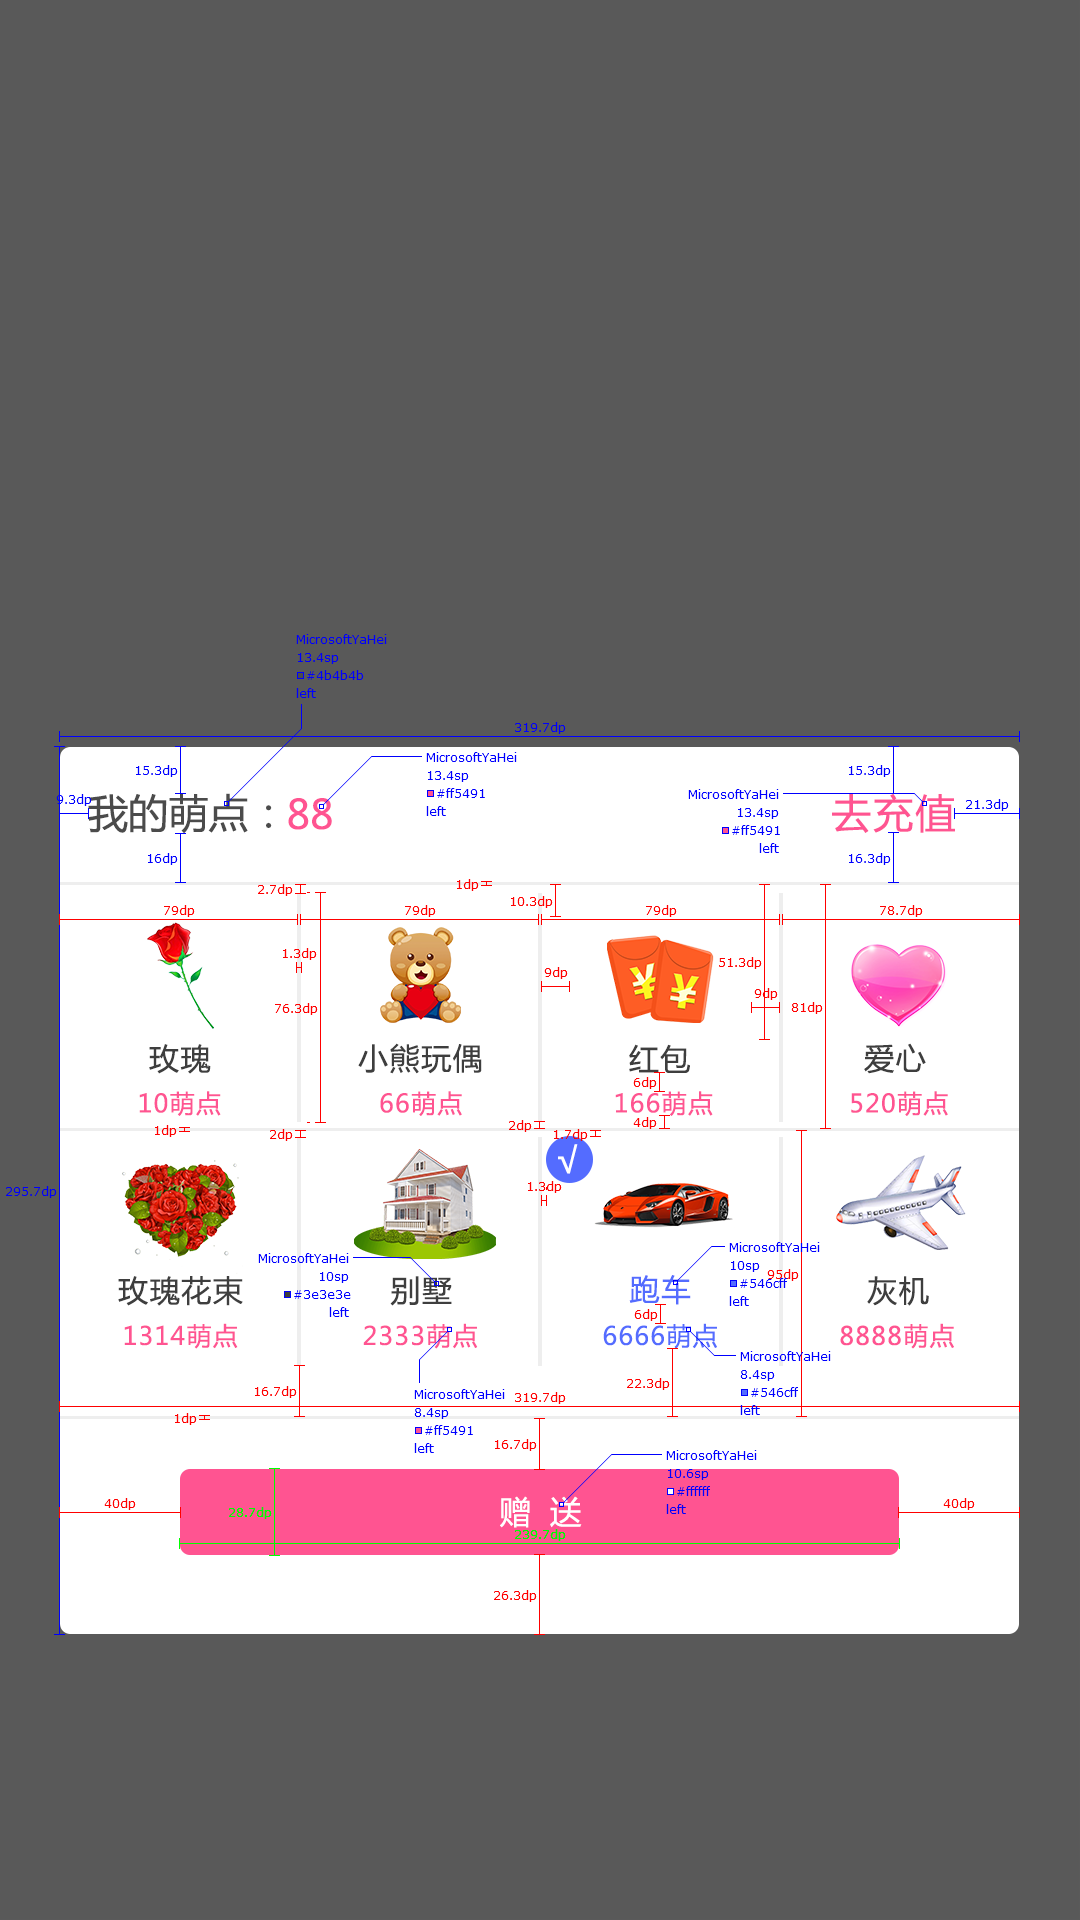 MicrosoftYaHei
13.4sp
#4b4b4b
left
319.7dp
15.3dp
MicrosoftYaHei
13.4sp
#ff5491
left
15.3dp
MicrosoftYaHei
13.4sp
#ff5491
left
9.3dp
21.3dp
我的萌点：88
去充值
16dp
16.3dp
2.7dp
1dp
10.3dp
79dp
79dp
79dp
78.7dp
1.3dp
51.3dp
9dp
9dp
76.3dp
81dp
玫瑰
小熊玩偶
红包
爱心
6dp
10萌点
66萌点
166萌点
520萌点
4dp
1dp
2dp
2dp
1.7dp
√
295.7dp
1.3dp
MicrosoftYaHei
10sp
#3e3e3e
left
MicrosoftYaHei
10sp
#546cff
left
95dp
玫瑰花束
别墅
跑车
灰机
6dp
1314萌点
2333萌点
6666萌点
8888萌点
MicrosoftYaHei
8.4sp
#546cff
left
16.7dp
22.3dp
MicrosoftYaHei
8.4sp
#ff5491
left
319.7dp
1dp
16.7dp
MicrosoftYaHei
10.6sp
#ffffff
left
40dp
40dp
28.7dp
赠 送
239.7dp
26.3dp